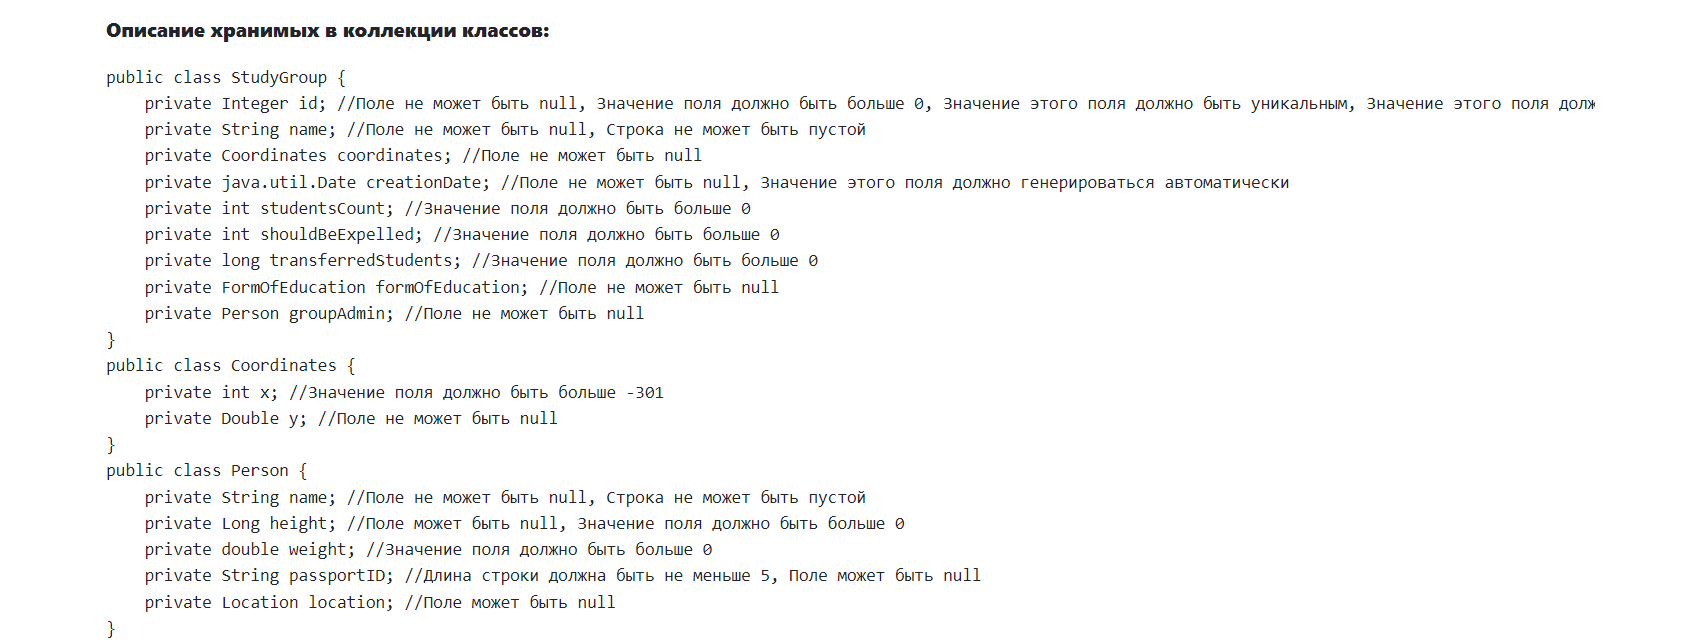 Описание хранимых в коллекции классов:
public class StudyGroup {
    private Integer id; //Поле не может быть null, Значение поля должно быть больше 0, Значение этого поля должно быть уникальным, Значение этого поля
    private String name; //Поле не может быть null, Строка не может быть пустой
    private Coordinates coordinates; //Поле не может быть null
    private java.util.Date creationDate; //Поле не может быть null, Значение этого поля должно генерироваться автоматически
    private int studentsCount; //Значение поля должно быть больше 0
    private int shouldBeExpelled; //Значение поля должно быть больше 0
    private long transferredStudents; //Значение поля должно быть больше 0
    private FormOfEducation formOfEducation; //Поле не может быть null
    private Person groupAdmin; //Поле не может быть null
}
public class Coordinates {
    private int x; //Значение поля должно быть больше -301
    private Double y; //Поле не может быть null
}
public class Person {
    private String name; //Поле не может быть null, Строка не может быть пустой
    private Long height; //Поле может быть null, Значение поля должно быть больше 0
    private double weight; //Значение поля должно быть больше 0
    private String passportID; //Длина строки должна быть не меньше 5, Поле может быть null
    private Location location; //Поле может быть null
}